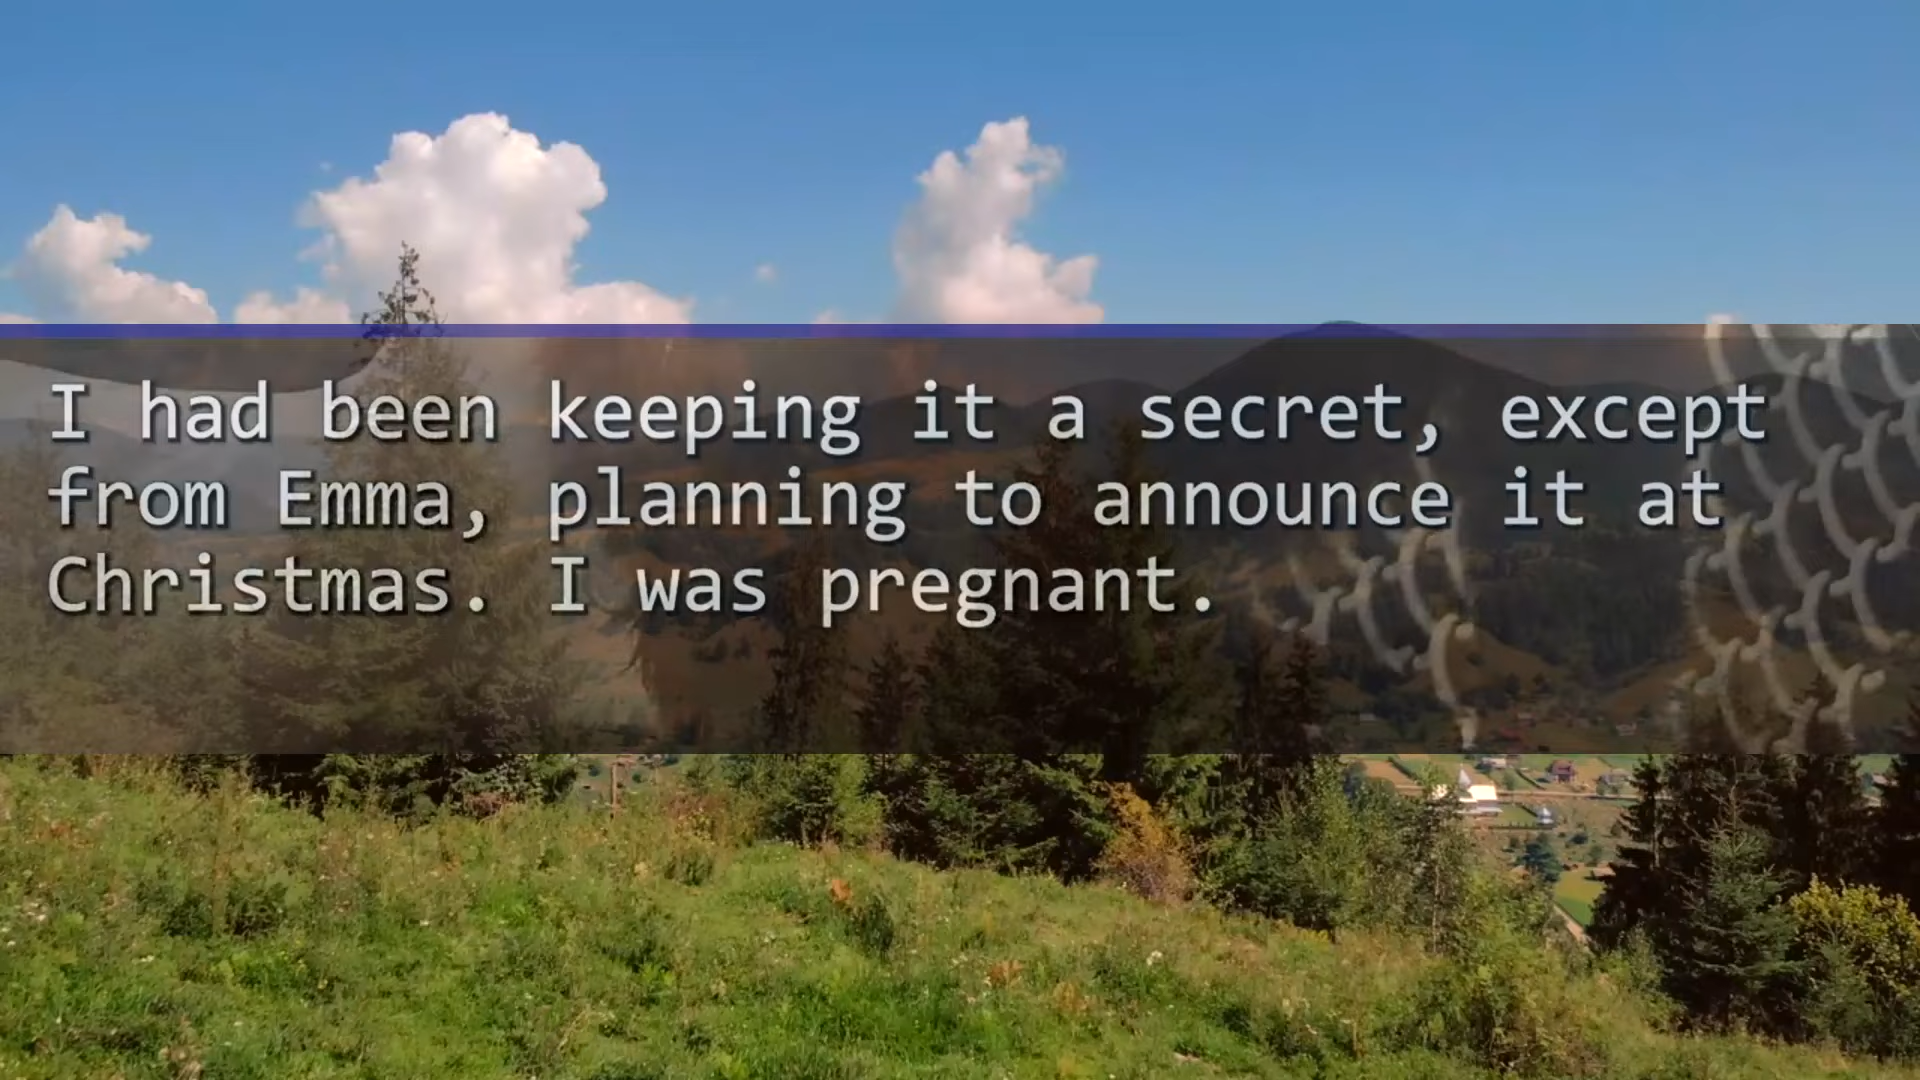 I had been keeping it a secret, except
from Emma, planning to announce it at
Christmas. I was pregnant.